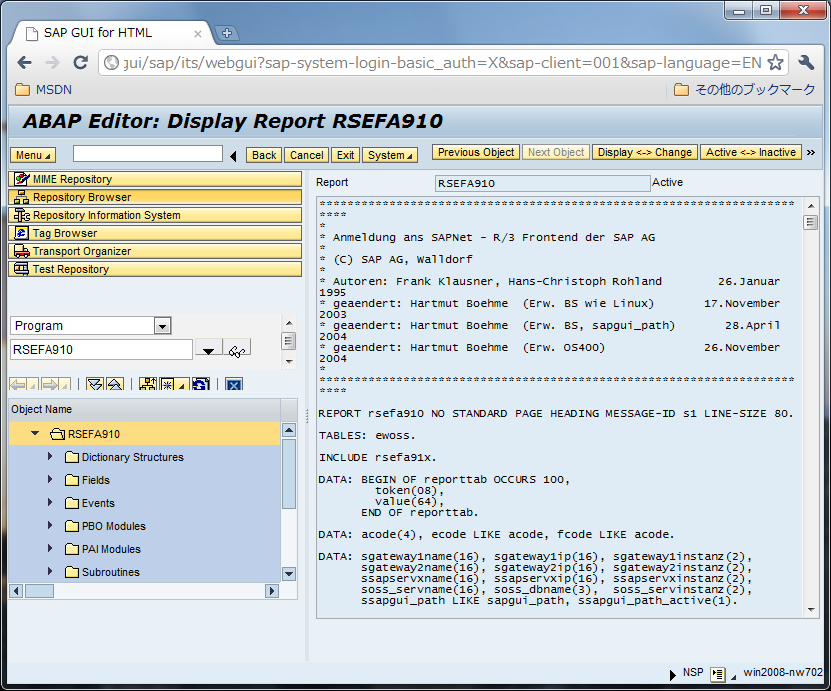 SAP GUI for HTML
gui/sap/its/webgui?sap-system-login-basic_auth=X&sap-client=001&sap-language=EN
MSDN
その他のブックマーク
ABAP Editor: Display Report RSEFA910
Menu
Back
Cancel
Exit
System
Previous Object
Next Object
Display <-> Change
Active <-> Inactive
»
MIME Repository
Repository Browser
Repository Information System
Tag Browser
Transport Organizer
Test Repository
Program
RSEFA910
Object Name
RSEFA910
Dictionary Structures
Fields
Events
PBO Modules
PAI Modules
Subroutines
Report
RSEFA910
Active
********************************************************************
****
*
* Anmeldung ans SAPNet - R/3 Frontend der SAP AG
*
* (C) SAP AG, Walldorf
*
* Autoren: Frank Klausner, Hans-Christoph Rohland 26.Januar
1995
* geaendert: Hartmut Boehme (Erw. BS wie Linux) 17.November
2003
* geaendert: Hartmut Boehme (Erw. BS, sapgui_path) 28.April
2004
* geaendert: Hartmut Boehme (Erw. OS400) 26.November
2004
*
********************************************************************
****
REPORT rsefa910 NO STANDARD PAGE HEADING MESSAGE-ID s1 LINE-SIZE 80.
TABLES: ewoss.
INCLUDE rsefa91x.
DATA: BEGIN OF reporttab OCCURS 100,
token(08),
value(64),
END OF reporttab.
DATA: acode(4), ecode LIKE acode, fcode LIKE acode.
DATA: sgateway1name(16), sgateway1ip(16), sgateway1instanz(2),
sgateway2name(16), sgateway2ip(16), sgateway2instanz(2),
ssapservxname(16), ssapservxip(16), ssapservxinstanz(2),
soss_servname(16), soss_dbname(3), soss_servinstanz(2),
ssapgui_path LIKE sapgui_path, ssapgui_path_active(1).
NSP
win2008-nw702